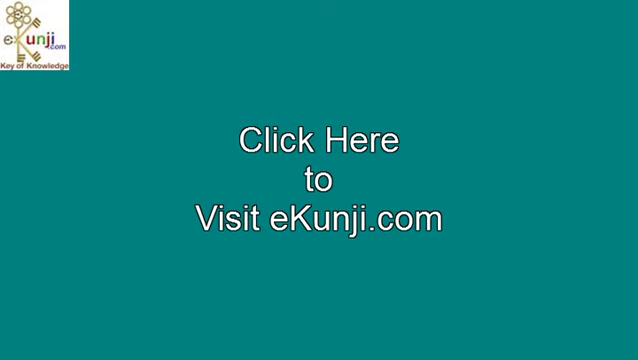 eKunji
.com
Key of Knowledge
Click Here
to
Visit eKunji.com